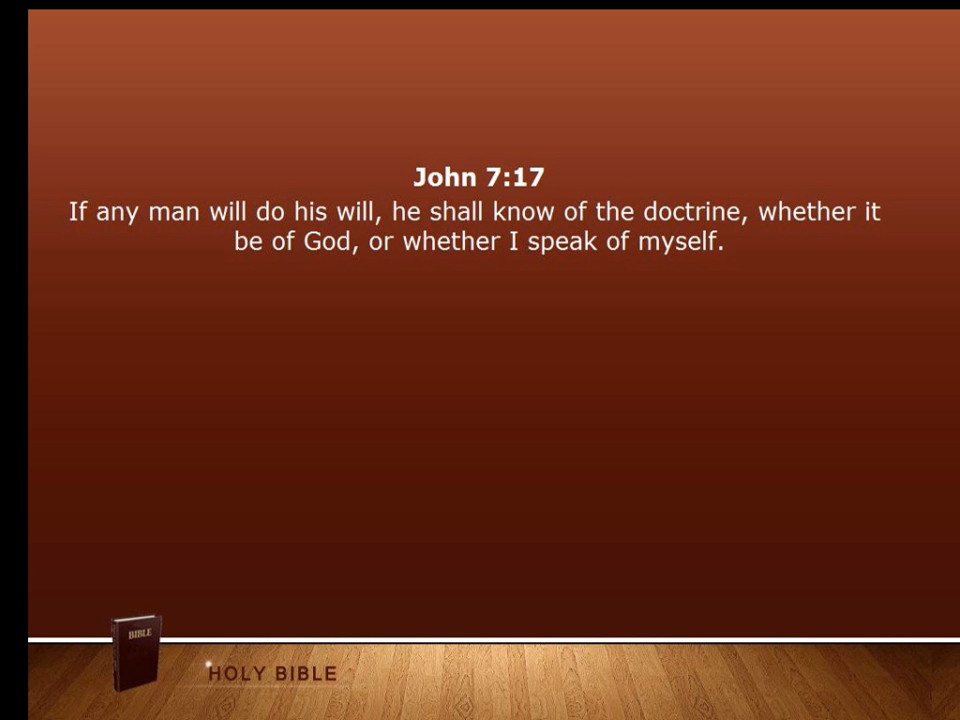 John 7:17
If any man will do his will, he shall know of the doctrine, whether it
be of God, or whether I speak of myself.
BIBLE
HOLY BIBLE